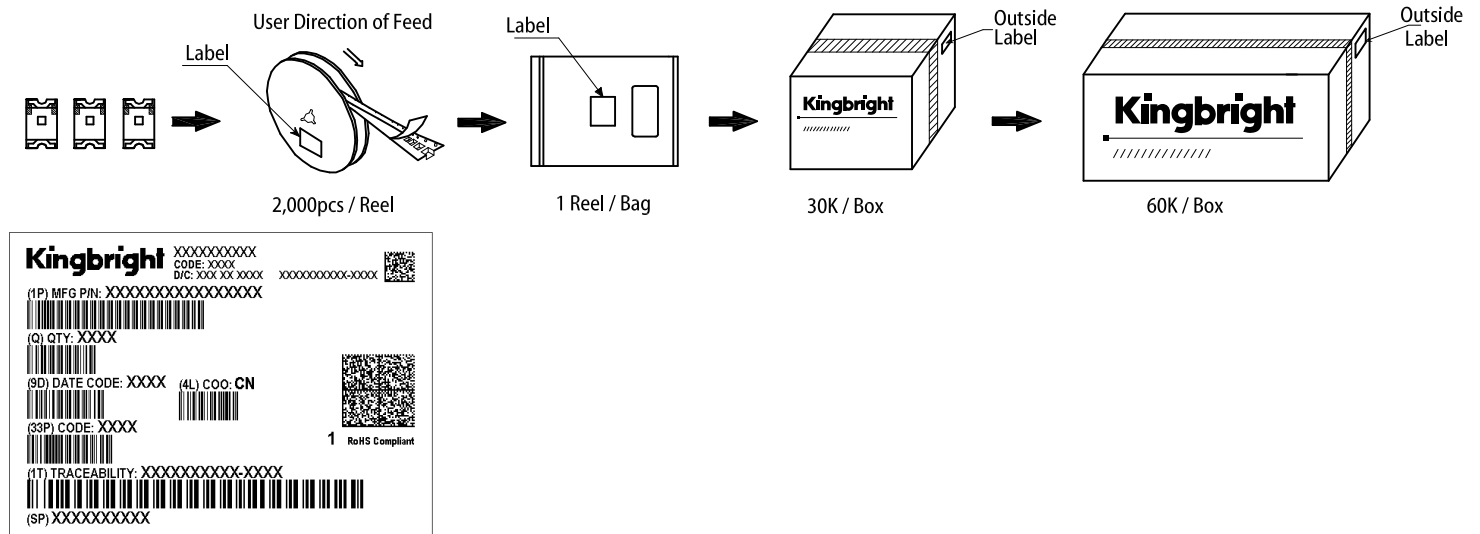 User Direction of Feed
Label
Label
Outside
Label
Outside
Label
Kingbright
Kingbright
2,000pcs / Reel
1 Reel / Bag
30K / Box
60K / Box
Kingbright
XXXXXXXXXX
CODE: XXXX
D/C: XXX XX XXXX XXXXXXXXXX-XXXX
(1P) MFG P/N: XXXXXXXXXXXXXXXX
(Q) QTY: XXXX
(9D) DATE CODE: XXXX (4L) COO: CN
(33P) CODE: XXXX
1 RoHS Compliant
(1T) TRACEABILITY: XXXXXXXXXX-XXXX
(SP) XXXXXXXXXX